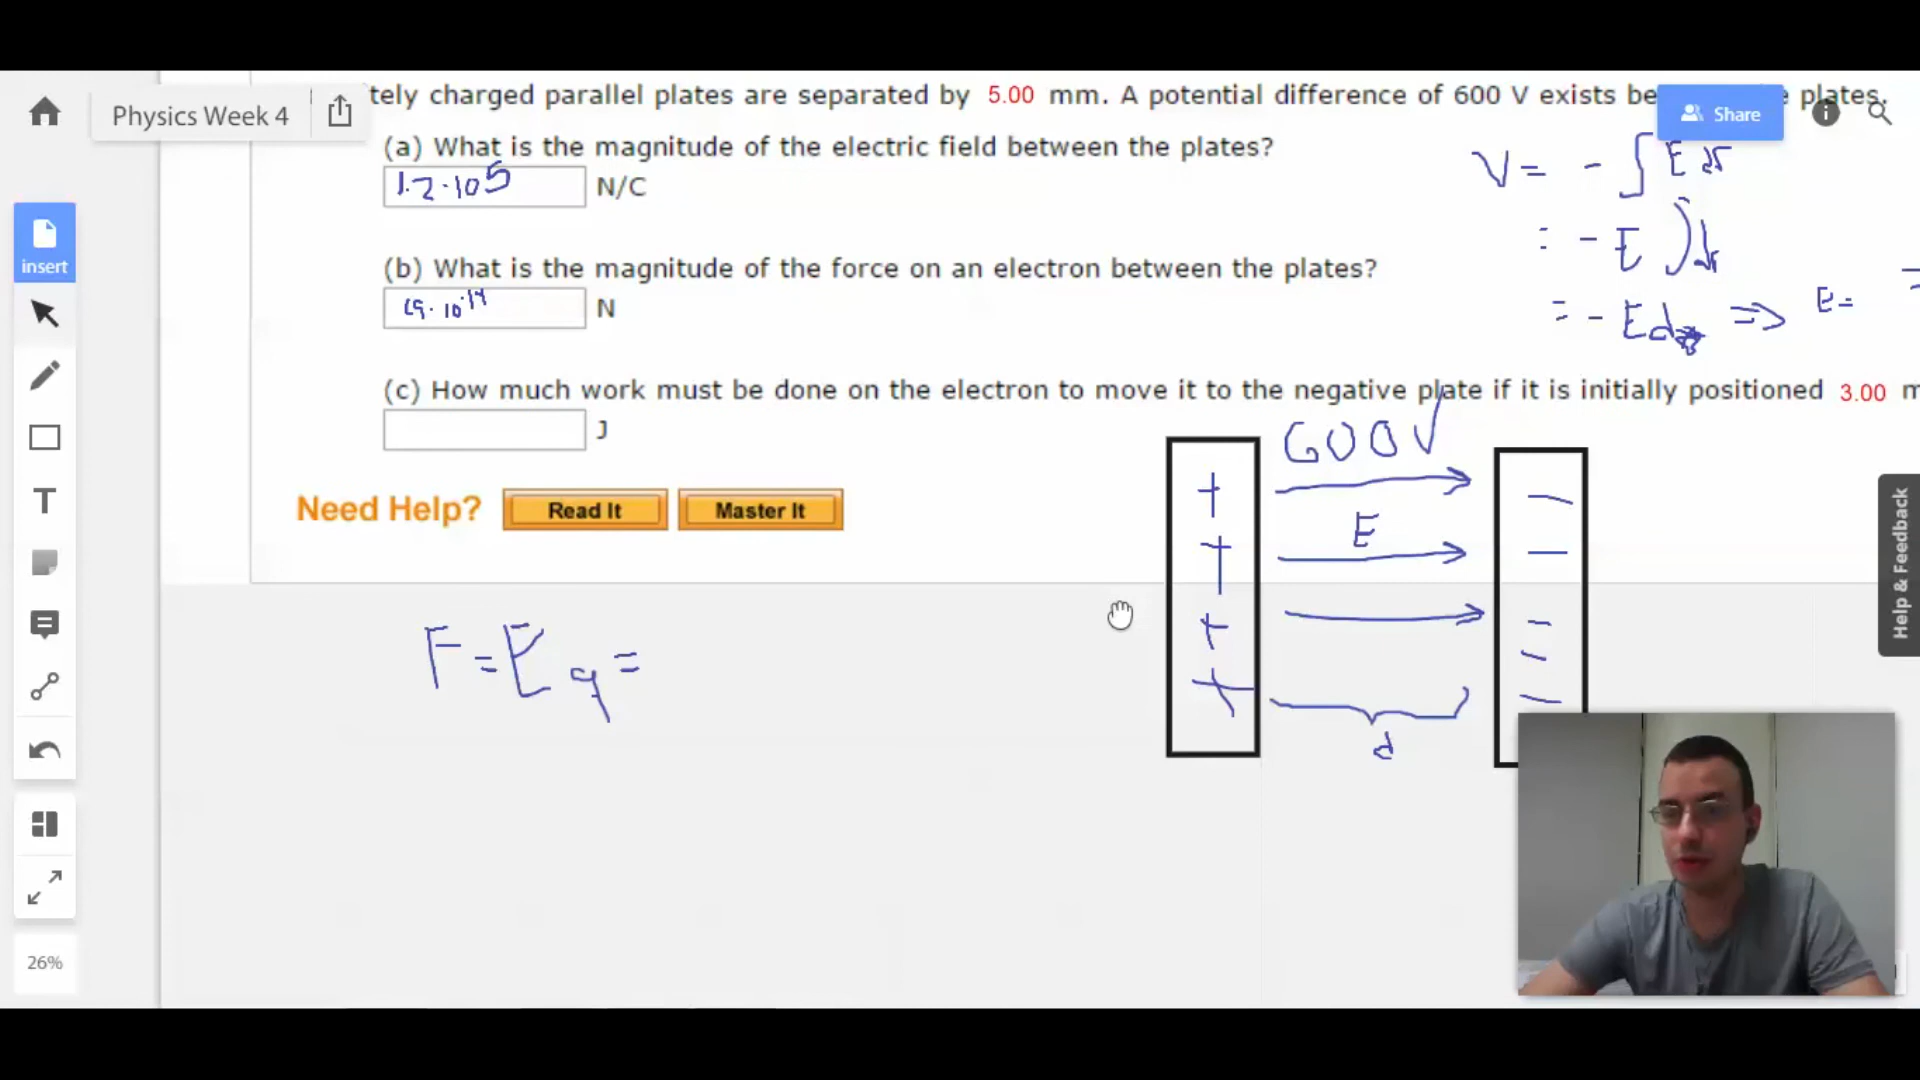 tely charged parallel plates are separated by 5.00 mm. A potential difference of 600 V exists be plates.
Physics Week 4
Share
(a) What is the magnitude of the electric field between the plates?
1.2·10⁵ N/C
V = - ∫ E dr
= - E ∫ dr
(b) What is the magnitude of the force on an electron between the plates?
N
= - Ed => E =
insert
(c) How much work must be done on the electron to move it to the negative plate if it is initially positioned 3.00 m
J
600V
Need Help? Read It Master It
+ -
E
+ -
+ -
+ -
-
d
F = E q =
T
Help & Feedback
26%